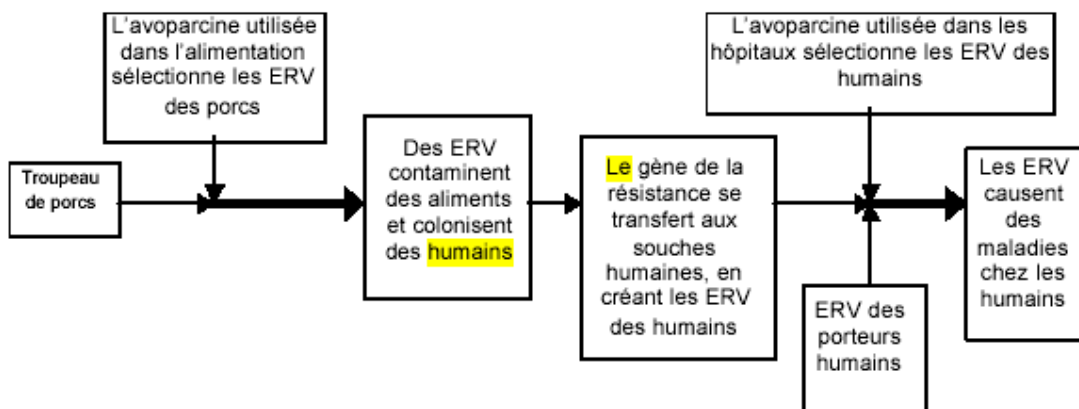 L'avoparcine utilisée
dans l'alimentation
sélectionne les ERV
des porcs
L'avoparcine utilisée dans les
hôpitaux sélectionne les ERV des
humains
Troupeau
de porcs
Des ERV
contaminent
des aliments
et colonisent
des humains
Le gène de la
résistance se
transfert aux
souches
humaines, en
créant les ERV
des humains
Les ERV
causent
des
maladies
chez les
humains
ERV des
porteurs
humains